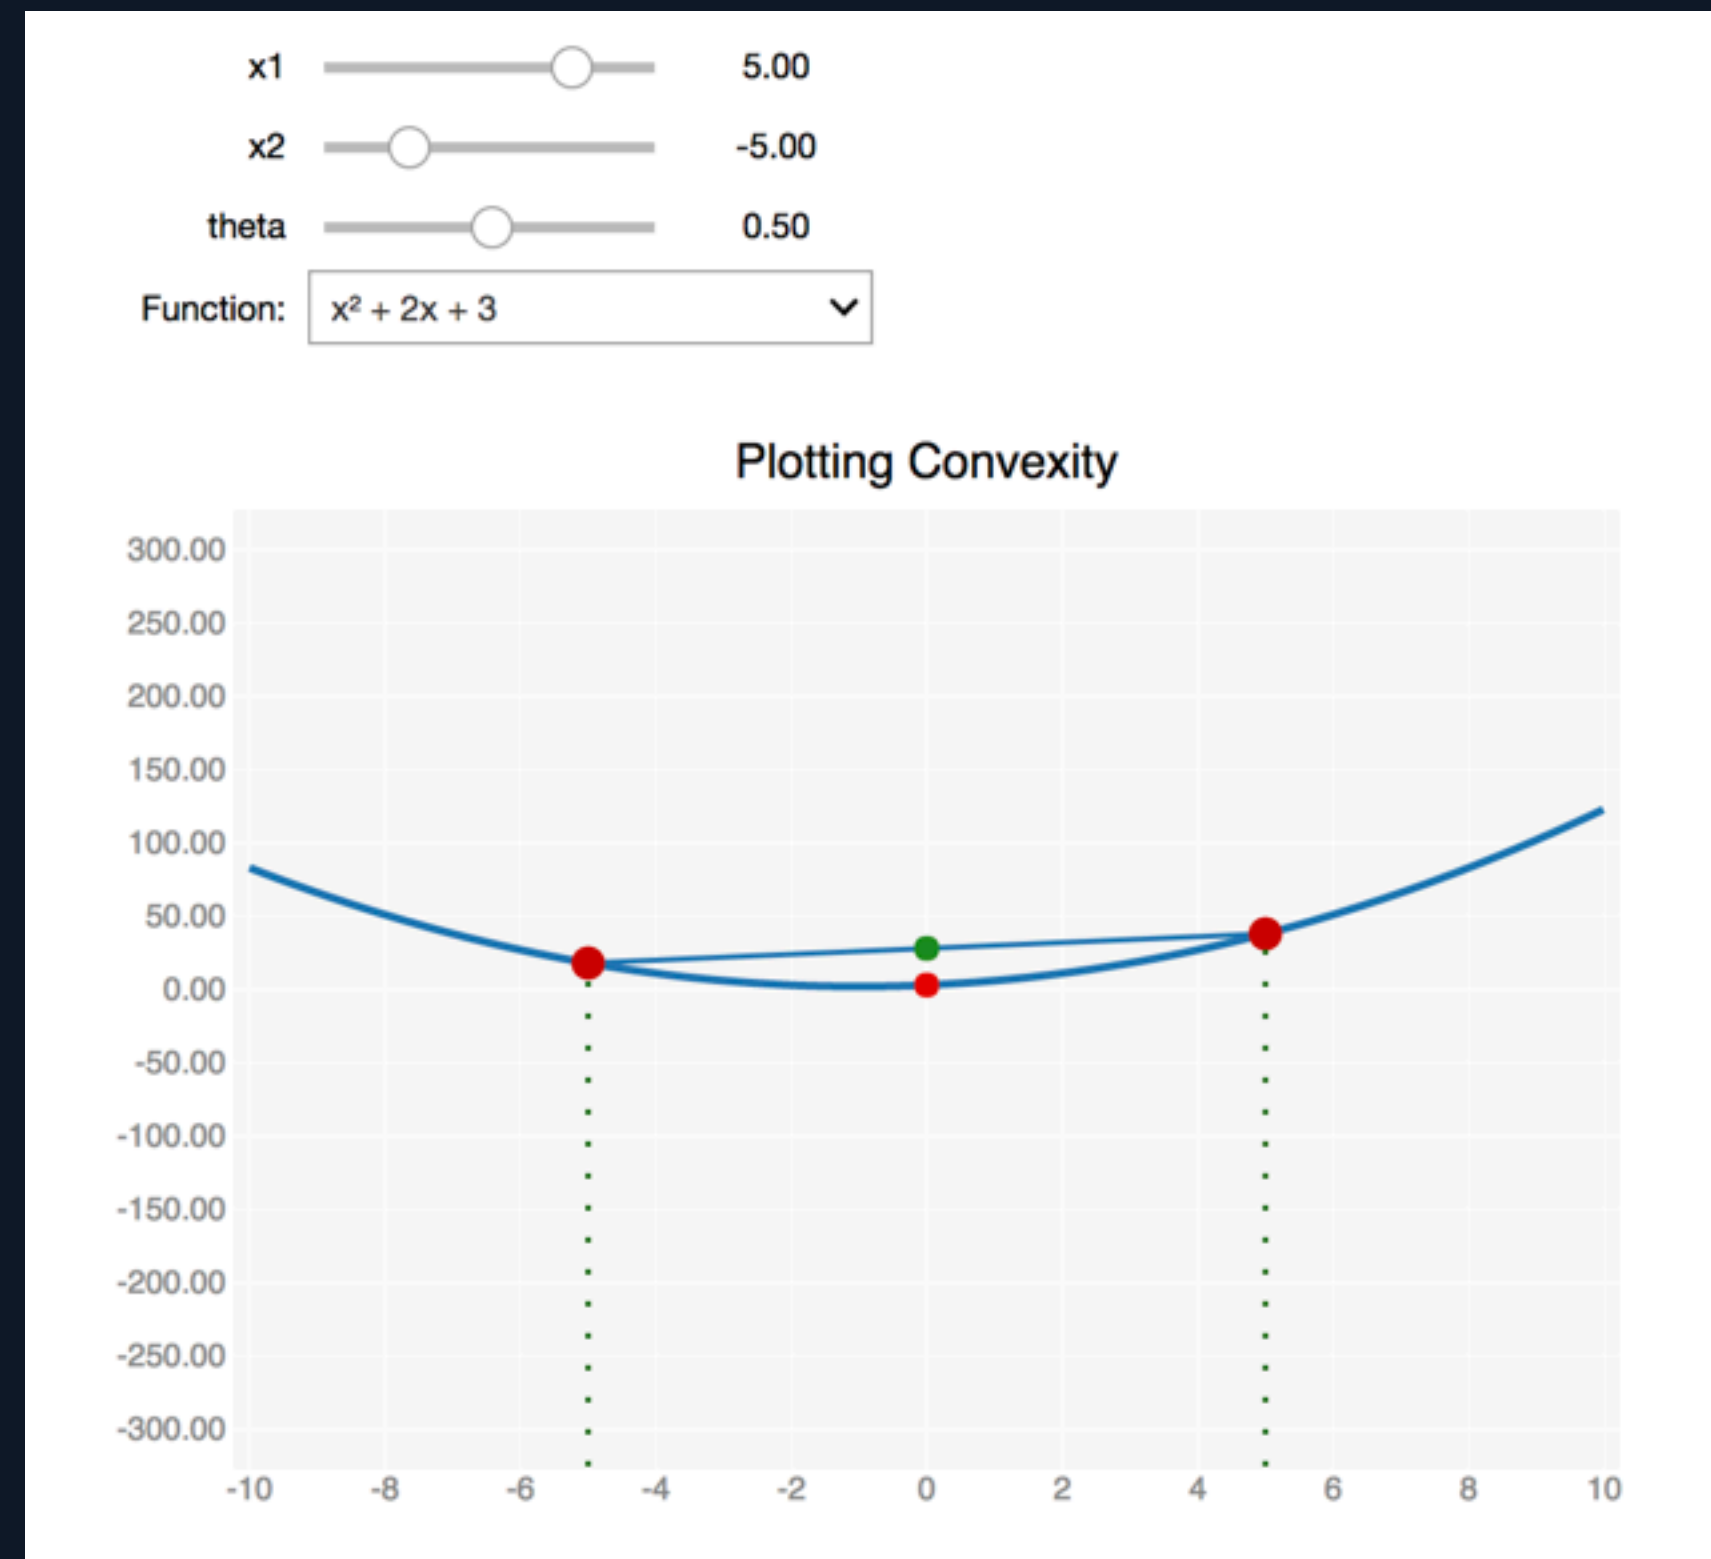 x1 5.00
x2 -5.00
theta 0.50
Function: x² + 2x + 3
Plotting Convexity
300.00
250.00
200.00
150.00
100.00
50.00
0.00
-50.00
-100.00
-150.00
-200.00
-250.00
-300.00
-10 -8 -6 -4 -2 0 2 4 6 8 10